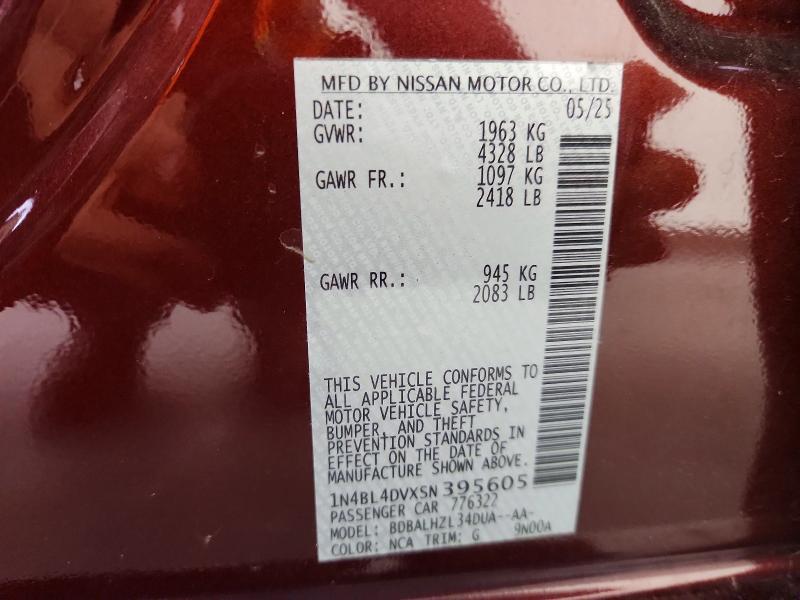 MFD BY NISSAN MOTOR CO., LTD.
DATE: 05/25
GVWR: 1963 KG
4328 LB
GAWR FR.: 1097 KG
2418 LB
GAWR RR.: 945 KG
2083 LB
THIS VEHICLE CONFORMS TO
ALL APPLICABLE FEDERAL
MOTOR VEHICLE SAFETY,
BUMPER, AND THEFT
PREVENTION STANDARDS IN
EFFECT ON THE DATE OF
MANUFACTURE SHOWN ABOVE.
1N4BL4DVXSN395605
PASSENGER CAR 776322
MODEL: BDBALHZL34DUA--AA-
9N00A
COLOR: NCA TRIM: G